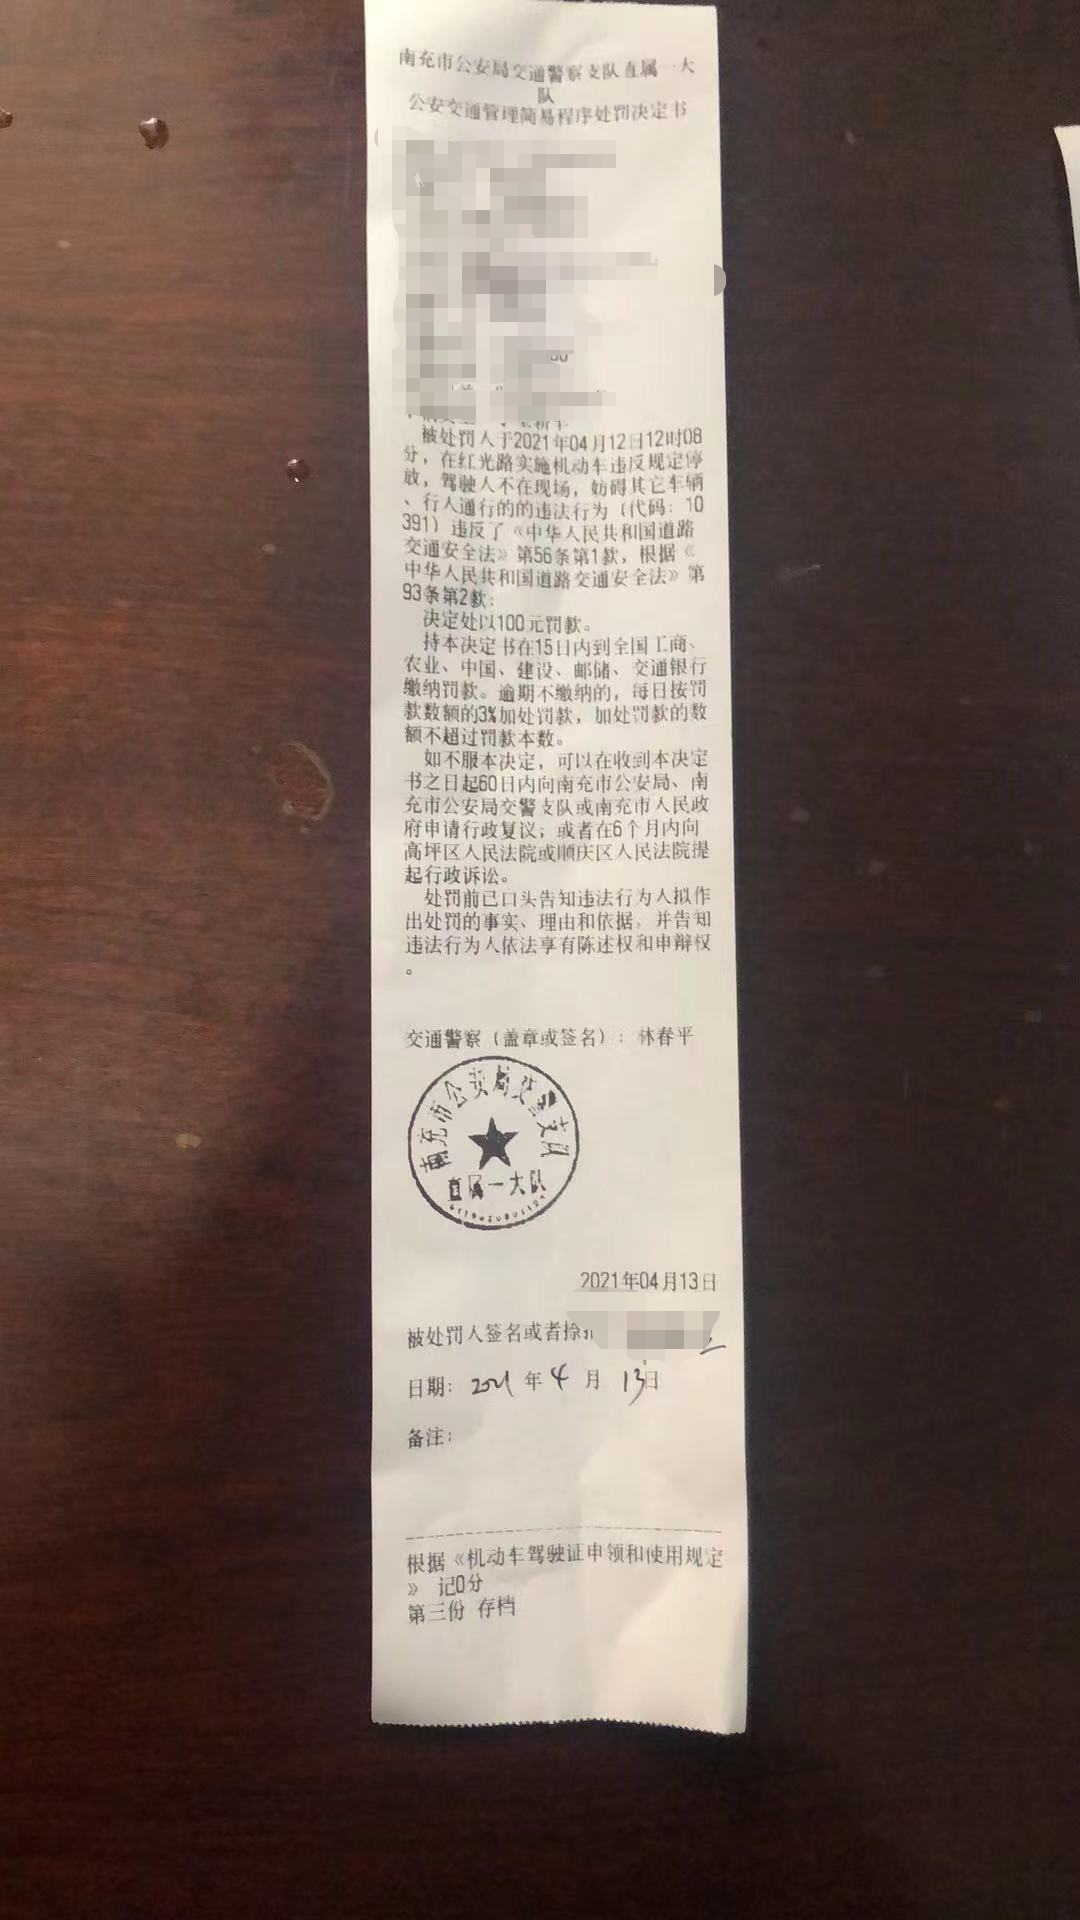 南充市公安局交通警察支队直属一大
队
公安交通管理简易程序处罚决定书
被处罚人于2021年04月12日12时08
分，在红光路实施机动车违反规定停
放，驾驶人不在现场，妨碍其它车辆
、行人通行的的违法行为（代码：10
391）违反了《中华人民共和国道路
交通安全法》第56条第1款，根据《
中华人民共和国道路交通安全法》第
93条第2款：
决定处以100元罚款。
持本决定书在15日内到全国工商、
农业、中国、建设、邮储、交通银行
缴纳罚款。逾期不缴纳的，每日按罚
款数额的3%加处罚款，加处罚款的数
额不超过罚款本数。
如不服本决定，可以在收到本决定
书之日起60日内向南充市公安局、南
充市公安局交警支队或南充市人民政
府申请行政复议；或者在6个月内向
高坪区人民法院或顺庆区人民法院提
起行政诉讼。
处罚前已口头告知违法行为人拟作
出处罚的事实、理由和依据，并告知
违法行为人依法享有陈述权和申辩权
。
交通警察（盖章或签名）：林春平
南充市公安局交警支队
直属一大队
2021年04月13日
被处罚人签名或者捺
日期：2021年4月13日
备注：
根据《机动车驾驶证申领和使用规定
》 记0分
第三份 存档